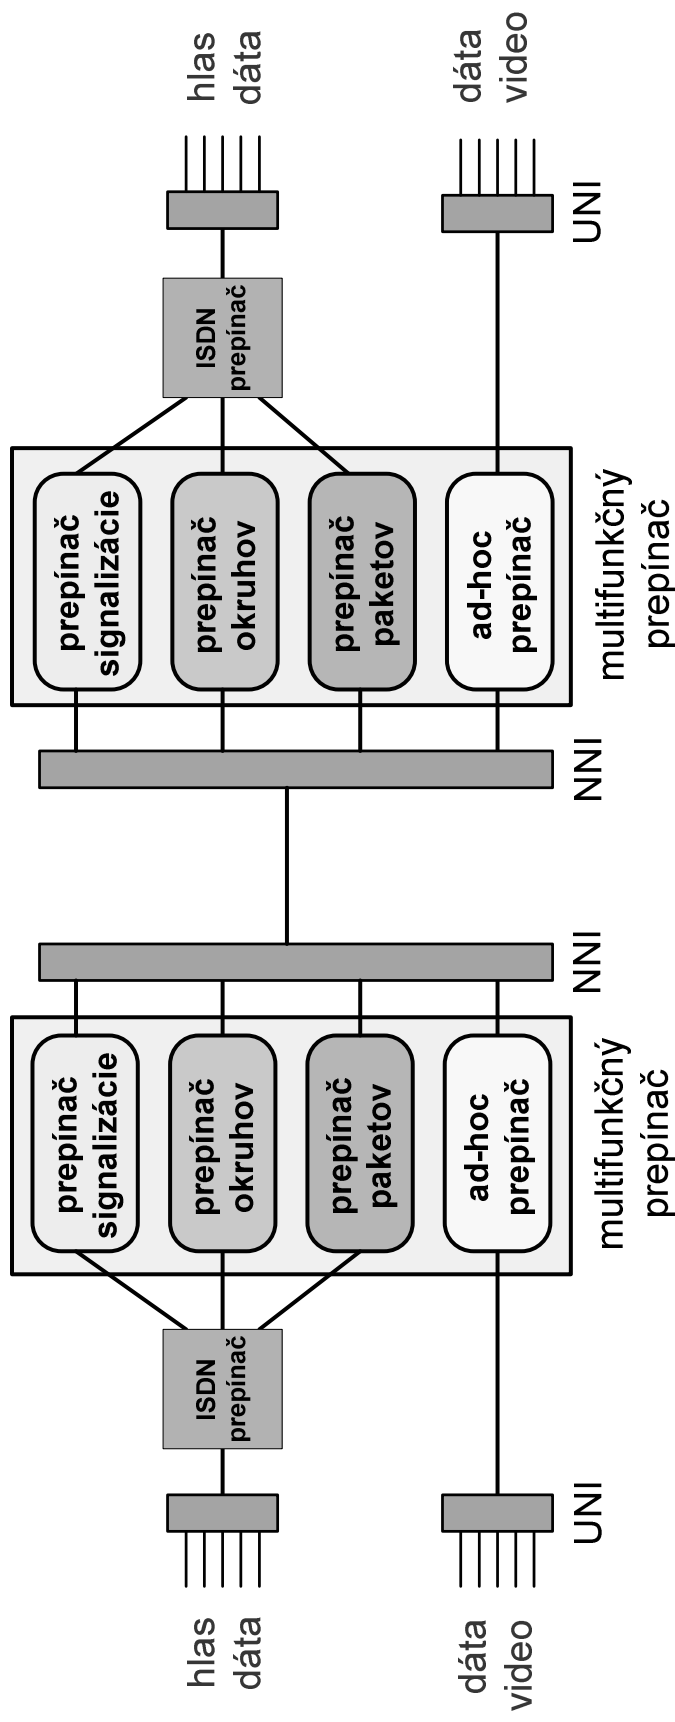 hlas
dáta
dáta
video
UNI
ISDN
prepínač
prepínač
signalizácie
prepínač
okruhov
prepínač
paketov
ad-hoc
prepínač
multifunkčný
prepínač
NNI
NNI
prepínač
signalizácie
prepínač
okruhov
prepínač
paketov
ad-hoc
prepínač
multifunkčný
prepínač
ISDN
prepínač
UNI
hlas
dáta
dáta
video